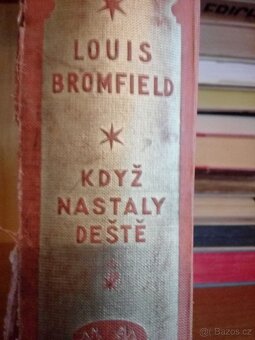 LOUIS
BROMFIELD
KDYŽ
NASTALY
DEŠTĚ
Bazos.cz